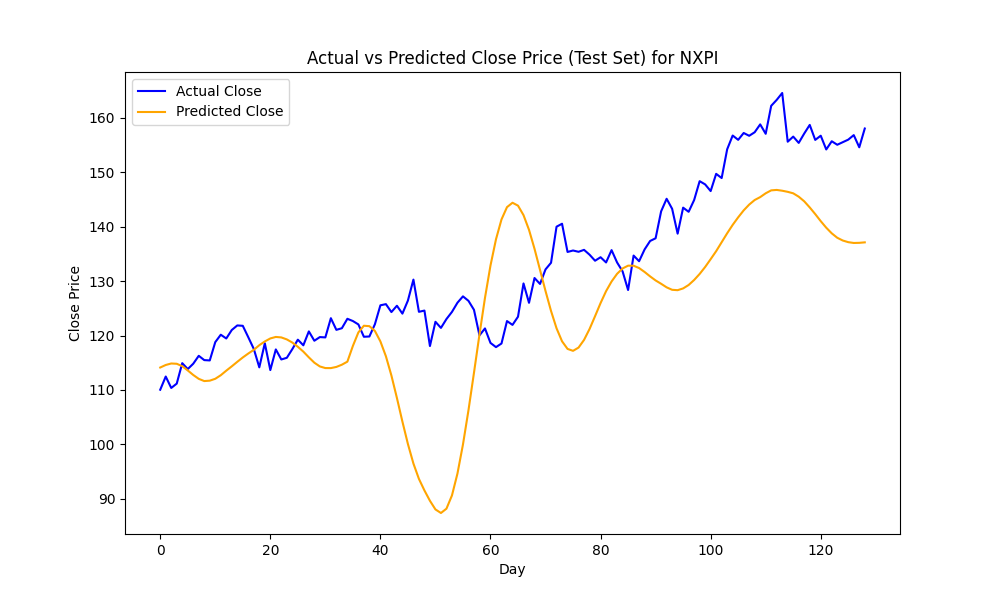 Actual vs Predicted Close Price (Test Set) for NXPI
Actual Close
Predicted Close
Close Price
160
150
140
130
120
110
100
90
0 20 40 60 80 100 120
Day